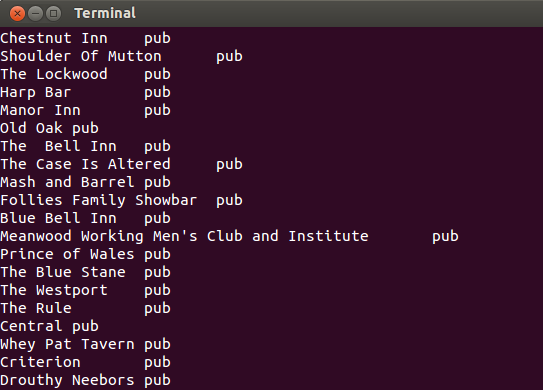 Terminal
Chestnut Inn pub
Shoulder Of Mutton pub
The Lockwood pub
Harp Bar pub
Manor Inn pub
Old Oak pub
The  Bell Inn pub
The Case Is Altered pub
Mash and Barrel pub
Follies Family Showbar pub
Blue Bell Inn pub
Meanwood Working Men's Club and Institute pub
Prince of Wales pub
The Blue Stane pub
The Westport pub
The Rule pub
Central pub
Whey Pat Tavern pub
Criterion pub
Drouthy Neebors pub